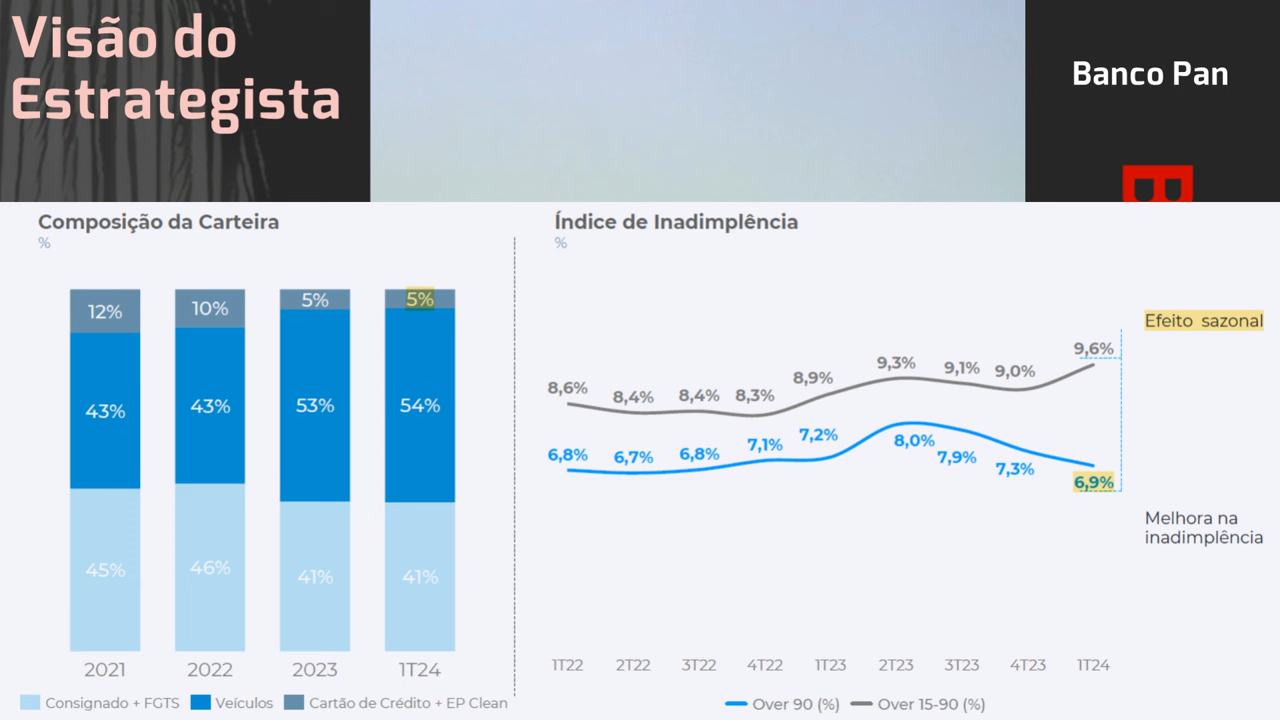 Visão do
Estrategista
Banco Pan
B
Composição da Carteira
%
12% 10% 5% 5%
43% 43% 53% 54%
45% 46% 41% 41%
2021 2022 2023 1T24
Consignado + FGTS Veículos Cartão de Crédito + EP Clean
Índice de Inadimplência
%
Efeito sazonal
8,6% 8,4% 8,4% 8,3% 8,9% 9,3% 9,1% 9,0% 9,6%
6,8% 6,7% 6,8% 7,1% 7,2% 8,0% 7,9% 7,3% 6,9%
Melhora na
inadimplência
1T22 2T22 3T22 4T22 1T23 2T23 3T23 4T23 1T24
Over 90 (%) Over 15-90 (%)